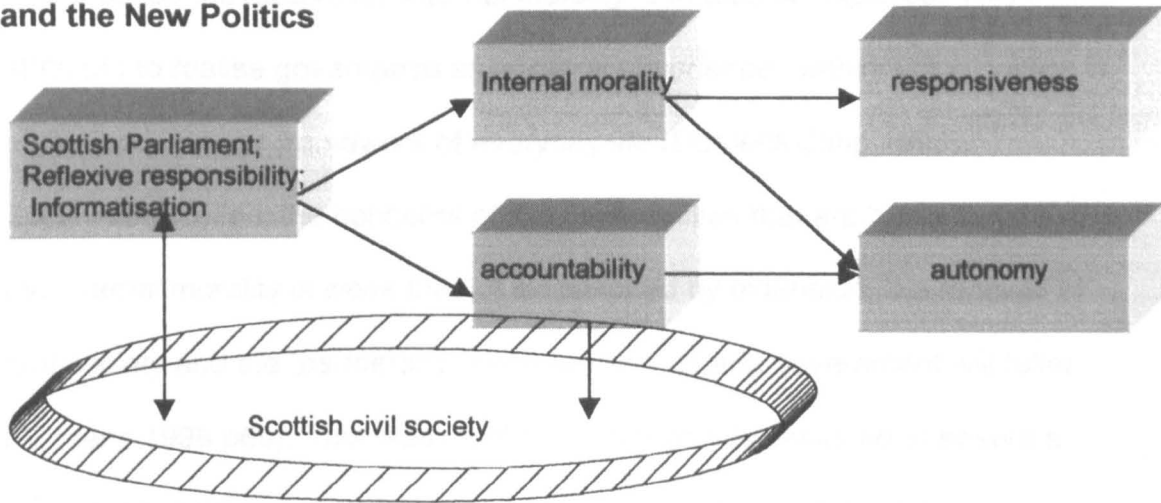 and the New Politics
Internal morality
responsiveness
Scottish Parliament;
Reflexive responsibility;
Informatisation
accountability
autonomy
Scottish civil society